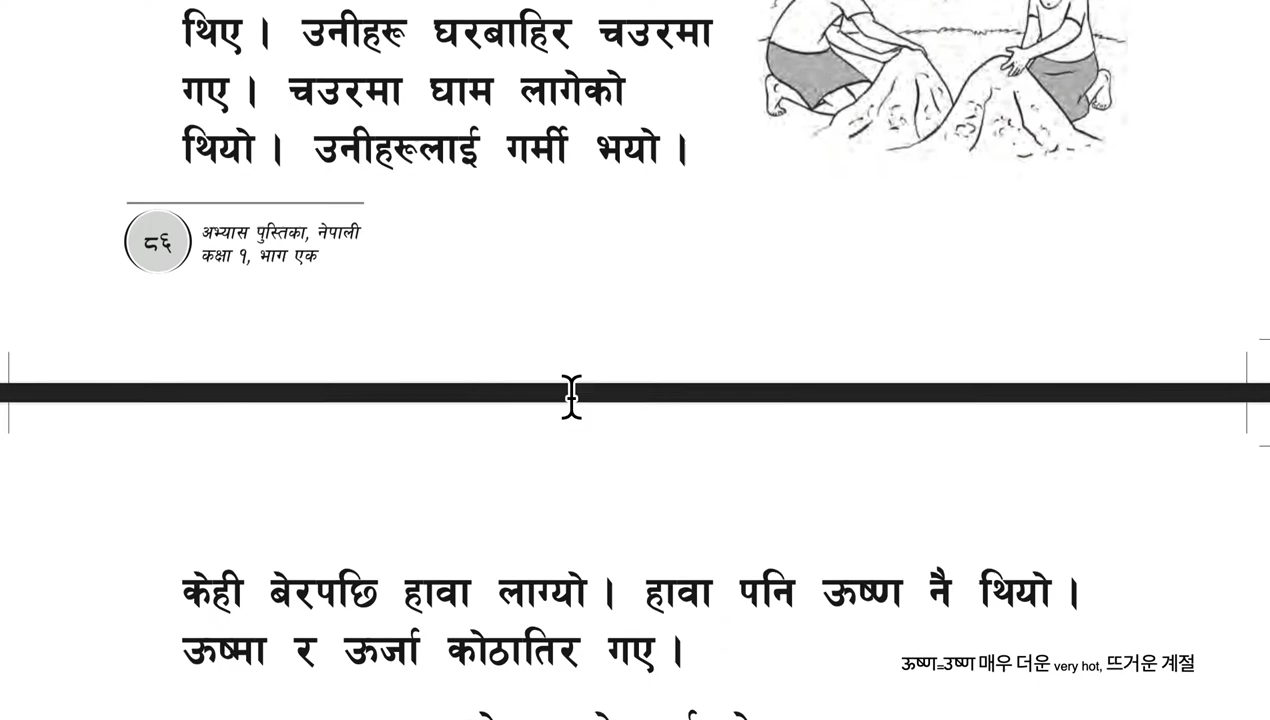 थिए । उनीहरू घरबाहिर चउरमा
गए । चउरमा घाम लागेको
थियो । उनीहरूलाई गर्मी भयो ।
८६
अभ्यास पुस्तिका, नेपाली
कक्षा १, भाग एक
केही बेरपछि हावा लाग्यो । हावा पनि ऊष्ण नै थियो ।
ऊष्मा र ऊर्जा कोठातिर गए ।
ऊष्ण=उष्ण 매우 더운 very hot, 뜨거운 계절